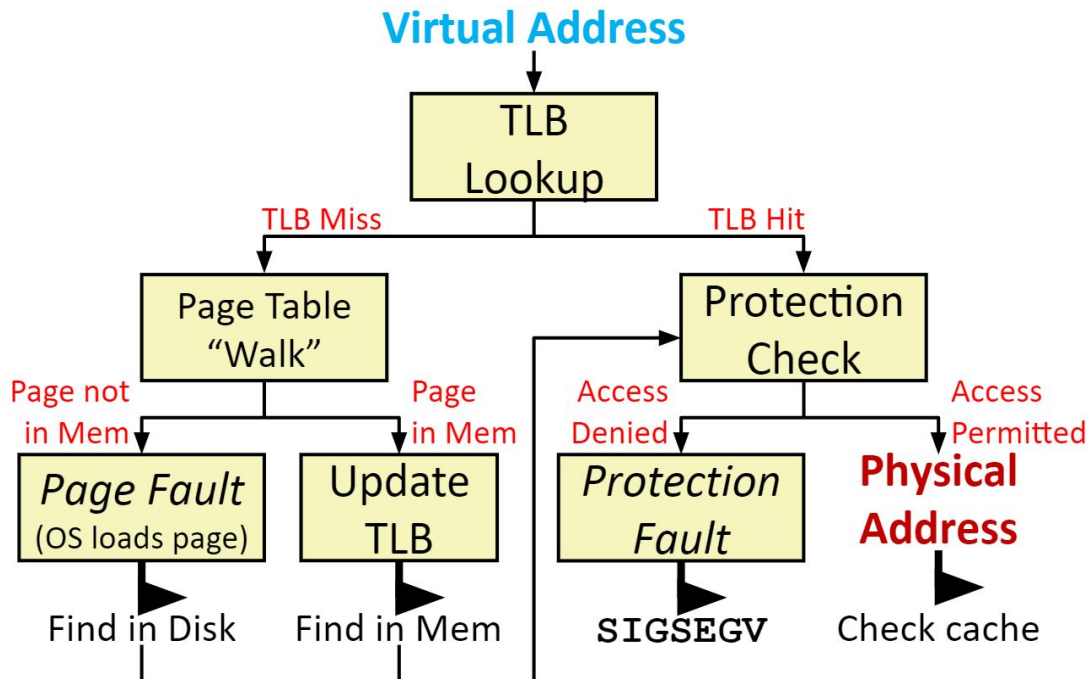 Virtual Address
TLB
Lookup
TLB Miss
TLB Hit
Page Table
“Walk”
Protection
Check
Page not
in Mem
Page
in Mem
Access
Denied
Access
Permitted
Page Fault
(OS loads page)
Update
TLB
Protection
Fault
Physical
Address
Find in Disk
Find in Mem
SIGSEGV
Check cache